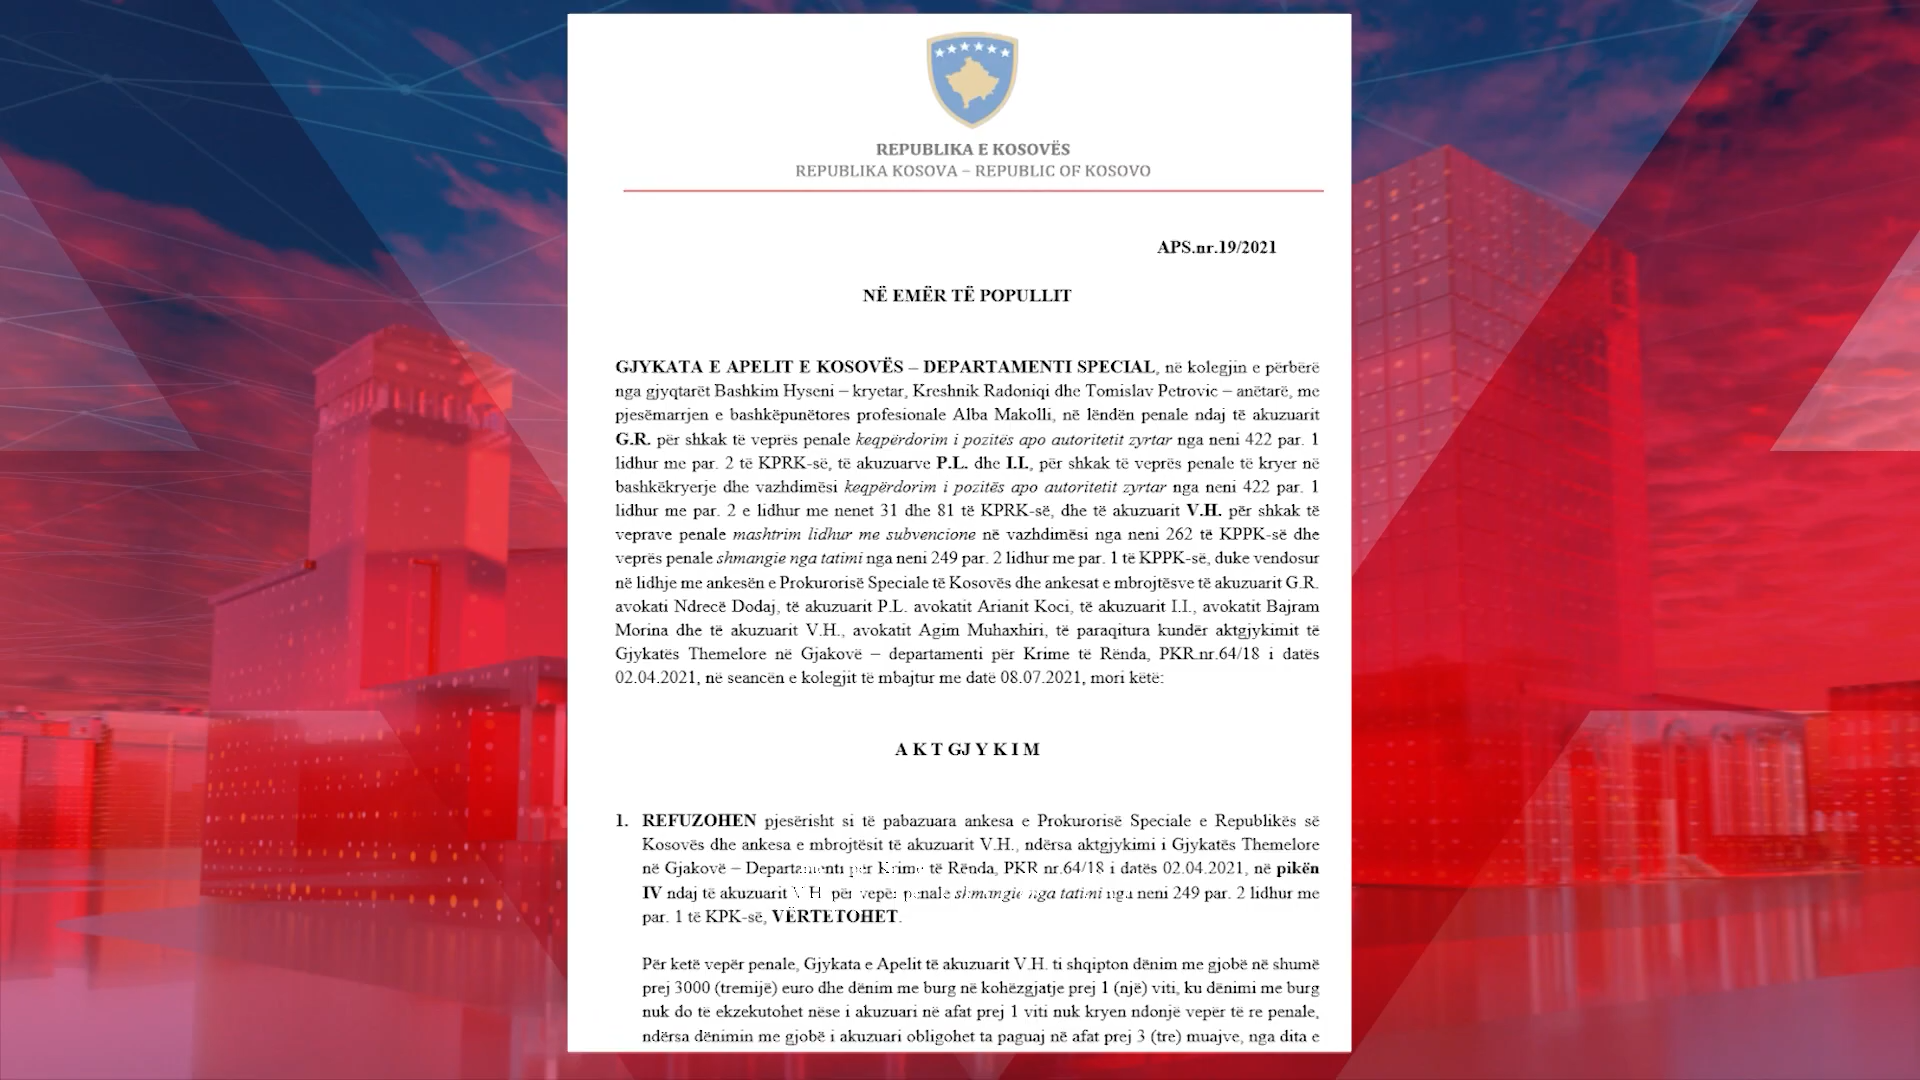 REPUBLIKA E KOSOVËS
REPUBLIKA KOSOVA – REPUBLIC OF KOSOVO
APS.nr.19/2021
NË EMËR TË POPULLIT
GJYKATA E APELIT E KOSOVËS – DEPARTAMENTI SPECIAL, në kolegjin e përbërë
nga gjyqtarët Bashkim Hyseni – kryetar, Kreshnik Radoniqi dhe Tomislav Petrovic – anëtarë, me
pjesëmarrjen e bashkëpunëtores profesionale Alba Makolli, në lëndën penale ndaj të akuzuarit
G.R. për shkak të veprës penale keqpërdorim i pozitës apo autoritetit zyrtar nga neni 422 par. 1
lidhur me par. 2 të KPRK-së, të akuzuarve P.L. dhe I.I., për shkak të veprës penale të kryer në
bashkëkryerje dhe vazhdimësi keqpërdorim i pozitës apo autoritetit zyrtar nga neni 422 par. 1
lidhur me par. 2 e lidhur me nenet 31 dhe 81 të KPRK-së, dhe të akuzuarit V.H. për shkak të
veprave penale mashtrim lidhur me subvencione në vazhdimësi nga neni 262 të KPPK-së dhe
veprës penale shmangie nga tatimi nga neni 249 par. 2 lidhur me par. 1 të KPPK-së, duke vendosur
në lidhje me ankesën e Prokurorisë Speciale të Kosovës dhe ankesat e mbrojtësve të akuzuarit G.R.
avokati Ndrecë Dodaj, të akuzuarit P.L. avokatit Arianit Koci, të akuzuarit I.I., avokatit Bajram
Morina dhe të akuzuarit V.H., avokatit Agim Muhaxhiri, të paraqitura kundër aktgjykimit të
Gjykatës Themelore në Gjakovë – departamenti për Krime të Rënda, PKR.nr.64/18 i datës
02.04.2021, në seancën e kolegjit të mbajtur me datë 08.07.2021, mori këtë:
A K T GJ Y K I M
1. REFUZOHEN pjesërisht si të pabazuara ankesa e Prokurorisë Speciale e Republikës së
Kosovës dhe ankesa e mbrojtësit të akuzuarit V.H., ndërsa aktgjykimi i Gjykatës Themelore
në Gjakovë – Departamenti për Krime të Rënda, PKR nr.64/18 i datës 02.04.2021, në pikën
IV ndaj të akuzuarit V H për vepër penale shmangie nga tatimi nga neni 249 par. 2 lidhur me
par. 1 të KPK-së, VËRTETOHET.
Për ketë vepër penale, Gjykata e Apelit të akuzuarit V.H. ti shqipton dënim me gjobë në shumë
prej 3000 (tremijë) euro dhe dënim me burg në kohëzgjatje prej 1 (një) viti, ku dënimi me burg
nuk do të ekzekutohet nëse i akuzuari në afat prej 1 viti nuk kryen ndonjë vepër të re penale,
ndërsa dënimin me gjobë i akuzuari obligohet ta paguaj në afat prej 3 (tre) muajve, nga dita e